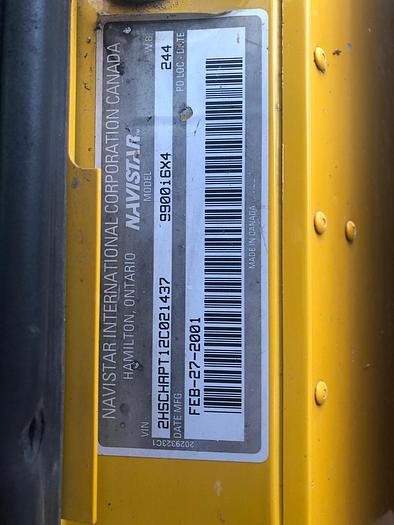 NAVISTAR INTERNATIONAL CORPORATION CANADA
HAMILTON, ONTARIO
NAVISTAR
VIN MODEL W.B.
2HSCHAPT12C021437 9900i6X4 244
DATE MFG PD LOC - DATE
FEB-27-2001
MADE IN CANADA
2029323C1